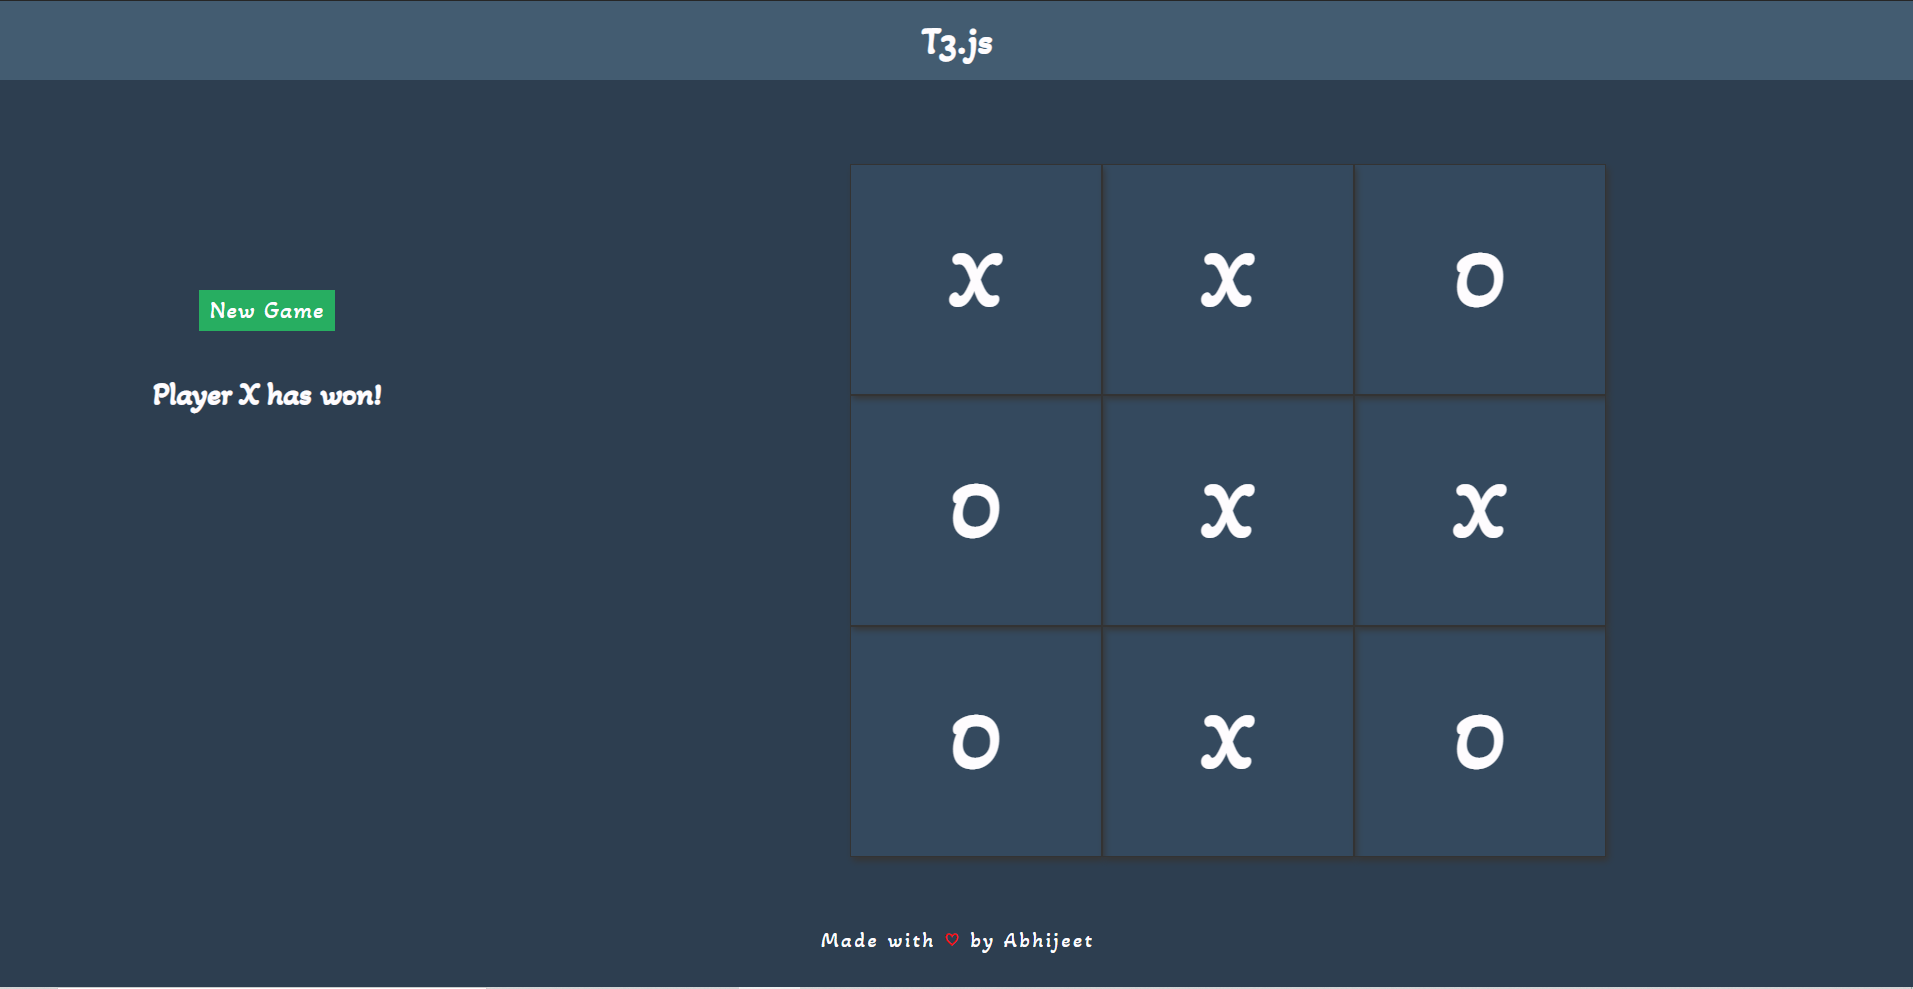 T3.js
New Game
Player X has won!
X X O
O X X
O X O
Made with ♡ by Abhijeet